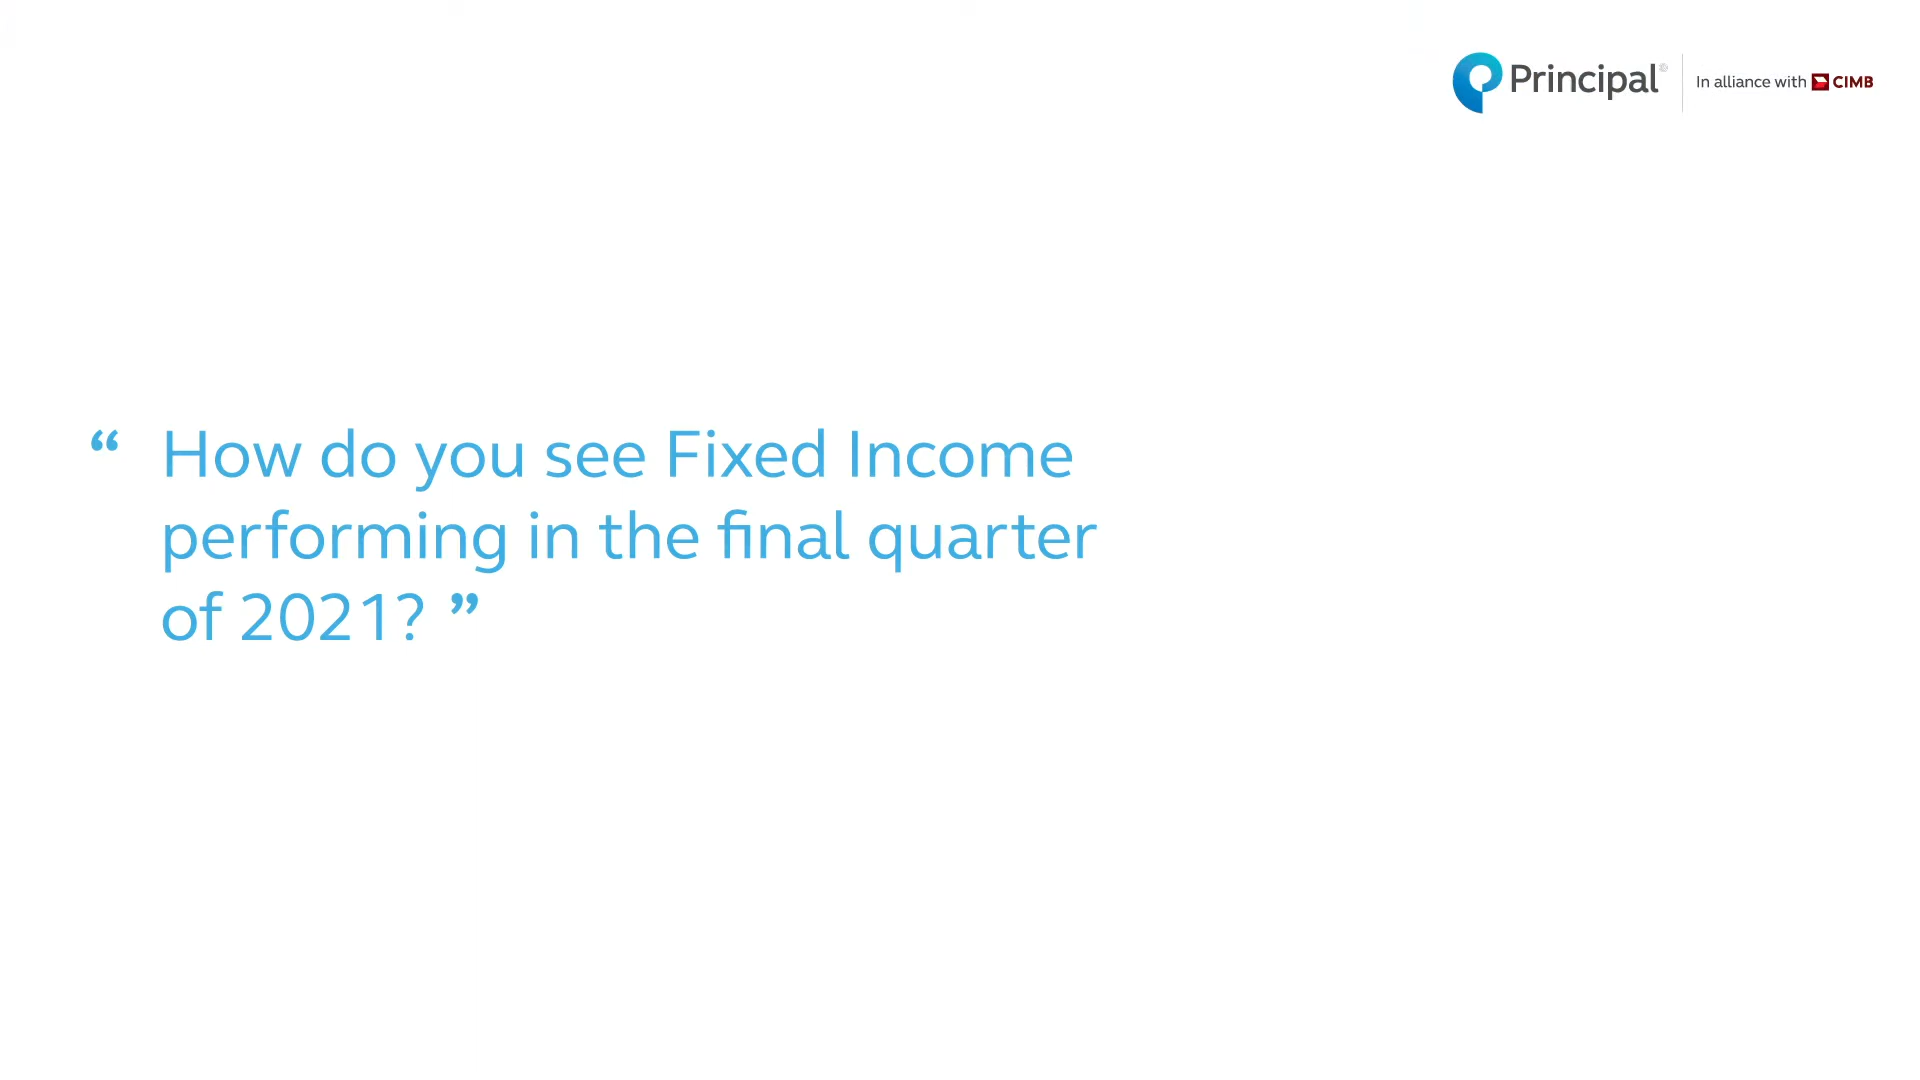 Principal®
In alliance with CIMB
“ How do you see Fixed Income
performing in the final quarter
of 2021? ”